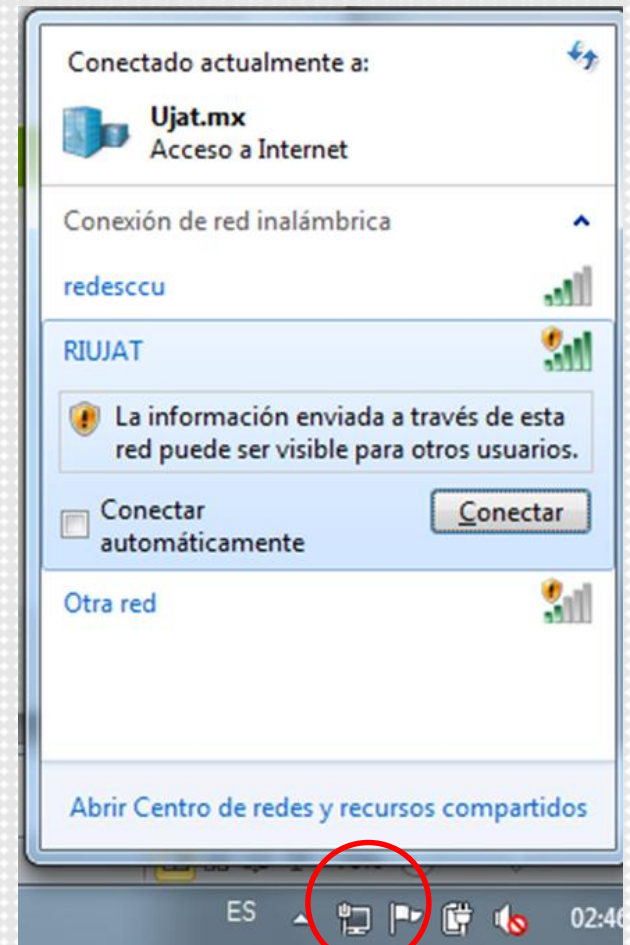 Conectado actualmente a:
Ujat.mx
Acceso a Internet
Conexión de red inalámbrica
redesccu
RIUJAT
La información enviada a través de esta
red puede ser visible para otros usuarios.
Conectar
automáticamente
Conectar
Otra red
Abrir Centro de redes y recursos compartidos
ES
02:46